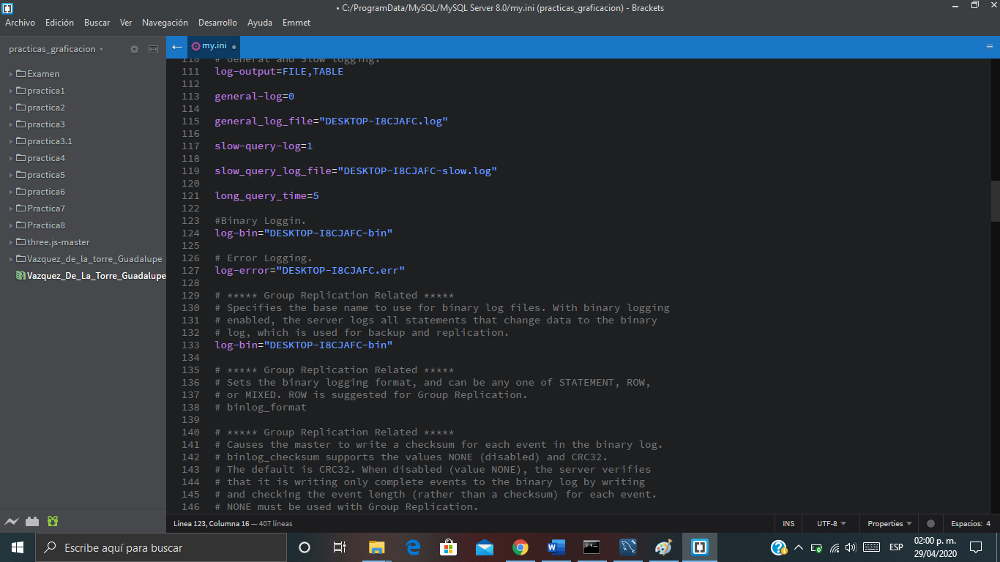 • C:/ProgramData/MySQL/MySQL Server 8.0/my.ini (practicas_graficacion) - Brackets
Archivo Edición Buscar Ver Navegación Desarrollo Ayuda Emmet
practicas_graficacion
my.ini
Examen
practica1
practica2
practica3
practica3.1
practica4
practica5
practica6
Practica7
Practica8
three.js-master
Vazquez_de_la_torre_Guadalupe
Vazquez_De_La_Torre_Guadalupe
110 # General and Slow logging.
111 log-output=FILE,TABLE
112
113 general-log=0
114
115 general_log_file="DESKTOP-I8CJAFC.log"
116
117 slow-query-log=1
118
119 slow_query_log_file="DESKTOP-I8CJAFC-slow.log"
120
121 long_query_time=5
122
123 #Binary Loggin.
124 log-bin="DESKTOP-I8CJAFC-bin"
125
126 # Error Logging.
127 log-error="DESKTOP-I8CJAFC.err"
128
129 # ***** Group Replication Related *****
130 # Specifies the base name to use for binary log files. With binary logging
131 # enabled, the server logs all statements that change data to the binary
132 # log, which is used for backup and replication.
133 log-bin="DESKTOP-I8CJAFC-bin"
134
135 # ***** Group Replication Related *****
136 # Sets the binary logging format, and can be any one of STATEMENT, ROW,
137 # or MIXED. ROW is suggested for Group Replication.
138 # binlog_format
139
140 # ***** Group Replication Related *****
141 # Causes the master to write a checksum for each event in the binary log.
142 # binlog_checksum supports the values NONE (disabled) and CRC32.
143 # The default is CRC32. When disabled (value NONE), the server verifies
144 # that it is writing only complete events to the binary log by writing
145 # and checking the event length (rather than a checksum) for each event.
146 # NONE must be used with Group Replication.
Línea 123, Columna 16 — 407 líneas
INS UTF-8 Properties Espacios: 4
Escribe aquí para buscar
ESP
02:00 p. m.
29/04/2020